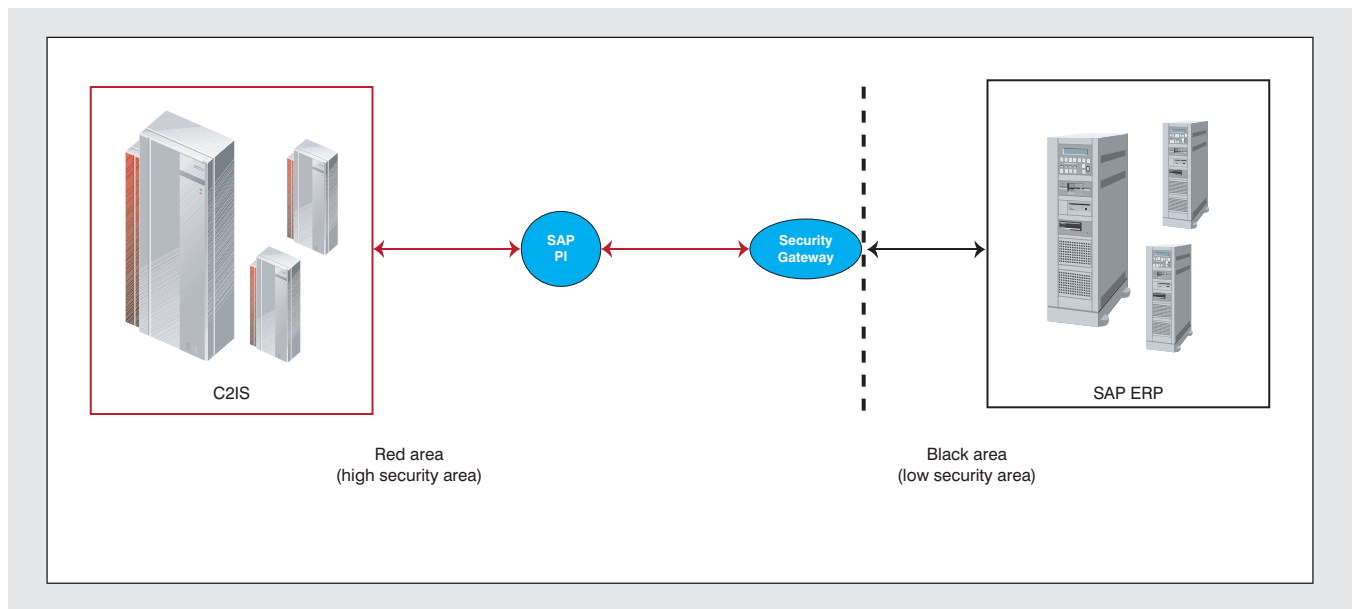 SAP
PI
Security
Gateway
C2IS
SAP ERP
Red area
(high security area)
Black area
(low security area)